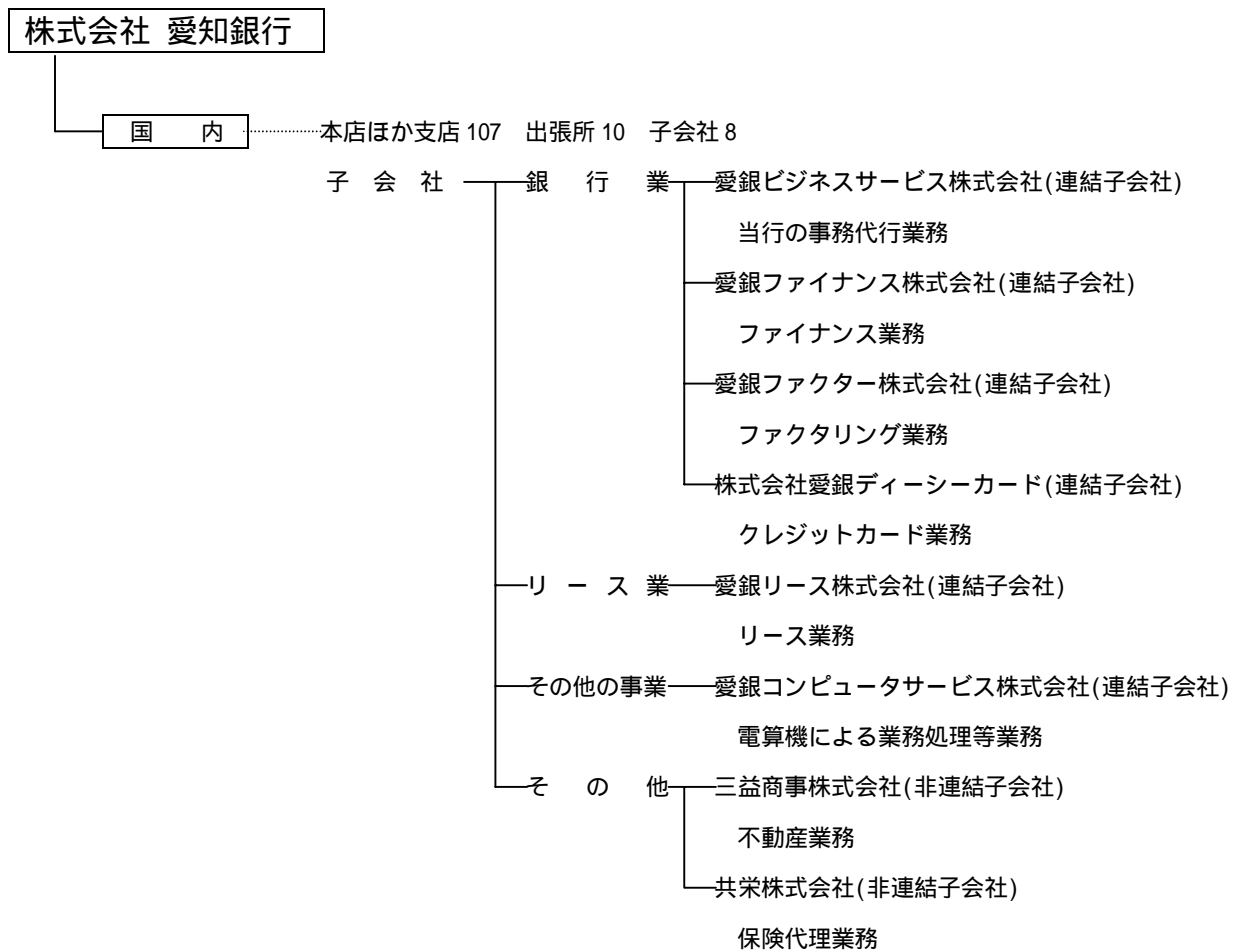 株式会社 愛知銀行
国 内 本店ほか支店 107 出張所 10 子会社 8
子 会 社 銀 行 業 愛銀ビジネスサービス株式会社(連結子会社)
当行の事務代行業務
愛銀ファイナンス株式会社(連結子会社)
ファイナンス業務
愛銀ファクター株式会社(連結子会社)
ファクタリング業務
株式会社愛銀ディーシーカード(連結子会社)
クレジットカード業務
リ ー ス 業 愛銀リース株式会社(連結子会社)
リース業務
その他の事業 愛銀コンピュータサービス株式会社(連結子会社)
電算機による業務処理等業務
そ の 他 三益商事株式会社(非連結子会社)
不動産業務
共栄株式会社(非連結子会社)
保険代理業務